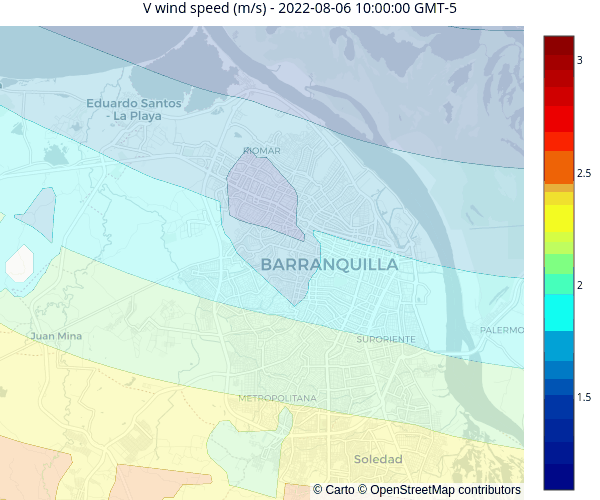 V wind speed (m/s) - 2022-08-06 10:00:00 GMT-5
3
Eduardo Santos
- La Playa
RIOMAR
2.5
BARRANQUILLA
2
PALERMO
Juan Mina
SURORIENTE
METROPOLITANA
1.5
Soledad
© Carto © OpenStreetMap contributors